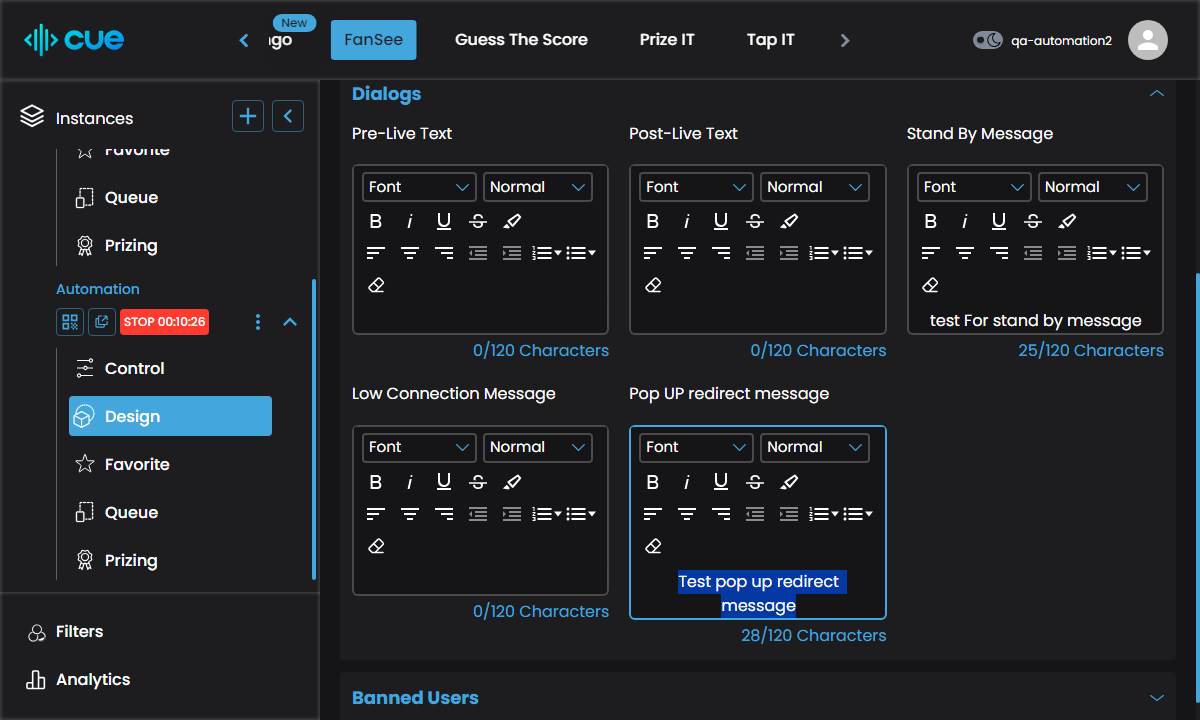 cue
New
FanSee
Guess The Score
Prize IT
Tap IT
qa-automation2
Instances
Favorite
Queue
Prizing
Automation
STOP 00:10:26
Control
Design
Favorite
Queue
Prizing
Filters
Analytics
Dialogs
Pre-Live Text
Post-Live Text
Stand By Message
Font Normal
Font Normal
Font Normal
B i U S
B i U S
B i U S
test For stand by message
0/120 Characters
0/120 Characters
25/120 Characters
Low Connection Message
Pop UP redirect message
Font Normal
Font Normal
B i U S
B i U S
Test pop up redirect
message
0/120 Characters
28/120 Characters
Banned Users